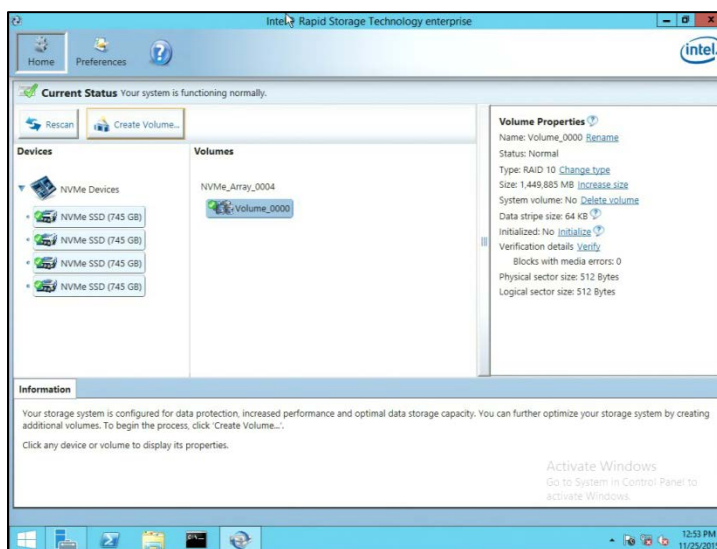 Intel® Rapid Storage Technology enterprise
Home
Preferences
intel
Current Status Your system is functioning normally.
Rescan
Create Volume...
Devices
NVMe Devices
NVMe SSD (745 GB)
NVMe SSD (745 GB)
NVMe SSD (745 GB)
NVMe SSD (745 GB)
Volumes
NVMe_Array_0004
Volume_0000
Volume Properties
Name: Volume_0000 Rename
Status: Normal
Type: RAID 10 Change type
Size: 1,449,885 MB Increase size
System volume: No Delete volume
Data stripe size: 64 KB
Initialized: No Initialize
Verification details Verify
Blocks with media errors: 0
Physical sector size: 512 Bytes
Logical sector size: 512 Bytes
Information
Your storage system is configured for data protection, increased performance and optimal data storage capacity. You can further optimize your storage system by creating
additional volumes. To begin the process, click 'Create Volume...'.
Click any device or volume to display its properties.
Activate Windows
Go to System in Control Panel to
activate Windows.
12:53 PM